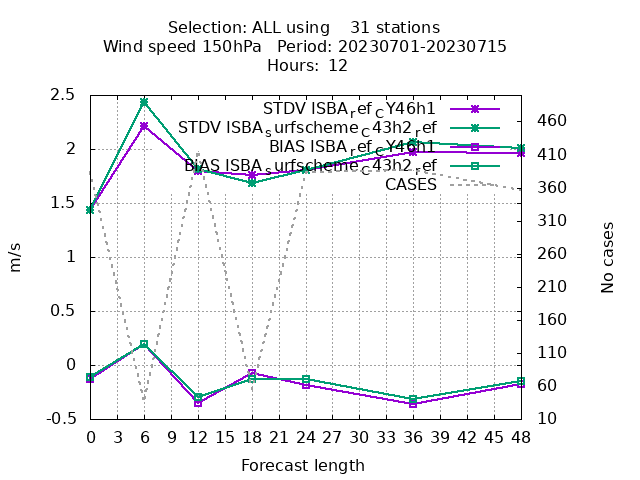 Selection: ALL using    31 stations
Wind speed 150hPa   Period: 20230701-20230715
Hours: 12
STDV ISBA_ref_CY46h1
STDV ISBA_surfscheme_C43h2_ref
BIAS ISBA_ref_CY46h1
BIAS ISBA_surfscheme_C43h2_ref
CASES
2.5
2
1.5
1
0.5
0
-0.5
m/s
460
410
360
310
260
210
160
110
60
10
No cases
0 3 6 9 12 15 18 21 24 27 30 33 36 39 42 45 48
Forecast length